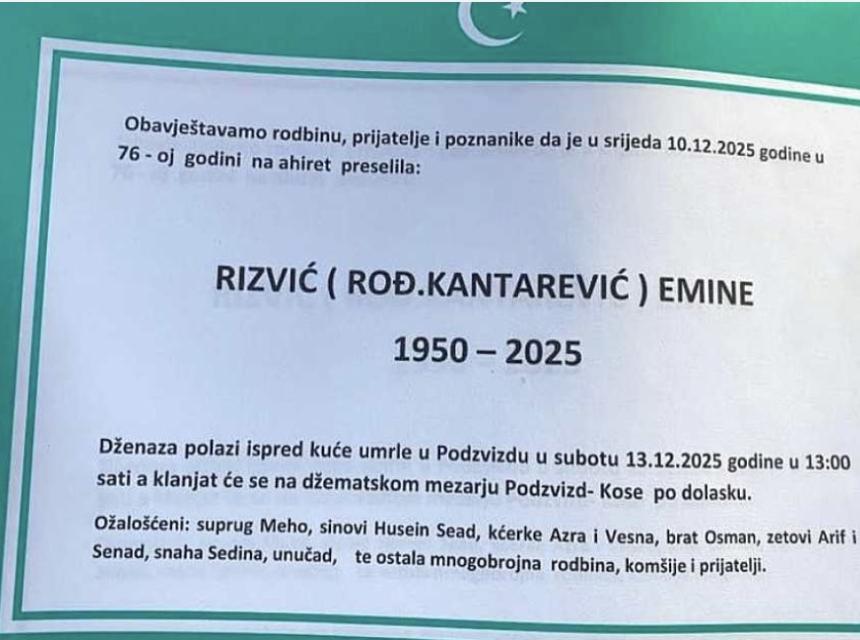 Obavještavamo rodbinu, prijatelje i poznanike da je u srijeda 10.12.2025 godine u
76 - oj godini na ahiret preselila:
RIZVIĆ ( ROĐ.KANTAREVIĆ ) EMINE
1950 – 2025
Dženaza polazi ispred kuće umrle u Podzvizdu u subotu 13.12.2025 godine u 13:00
sati a klanjat će se na džematskom mezarju Podzvizd- Kose po dolasku.
Ožalošćeni: suprug Meho, sinovi Husein Sead, kćerke Azra i Vesna, brat Osman, zetovi Arif i
Senad, snaha Sedina, unučad, te ostala mnogobrojna rodbina, komšije i prijatelji.